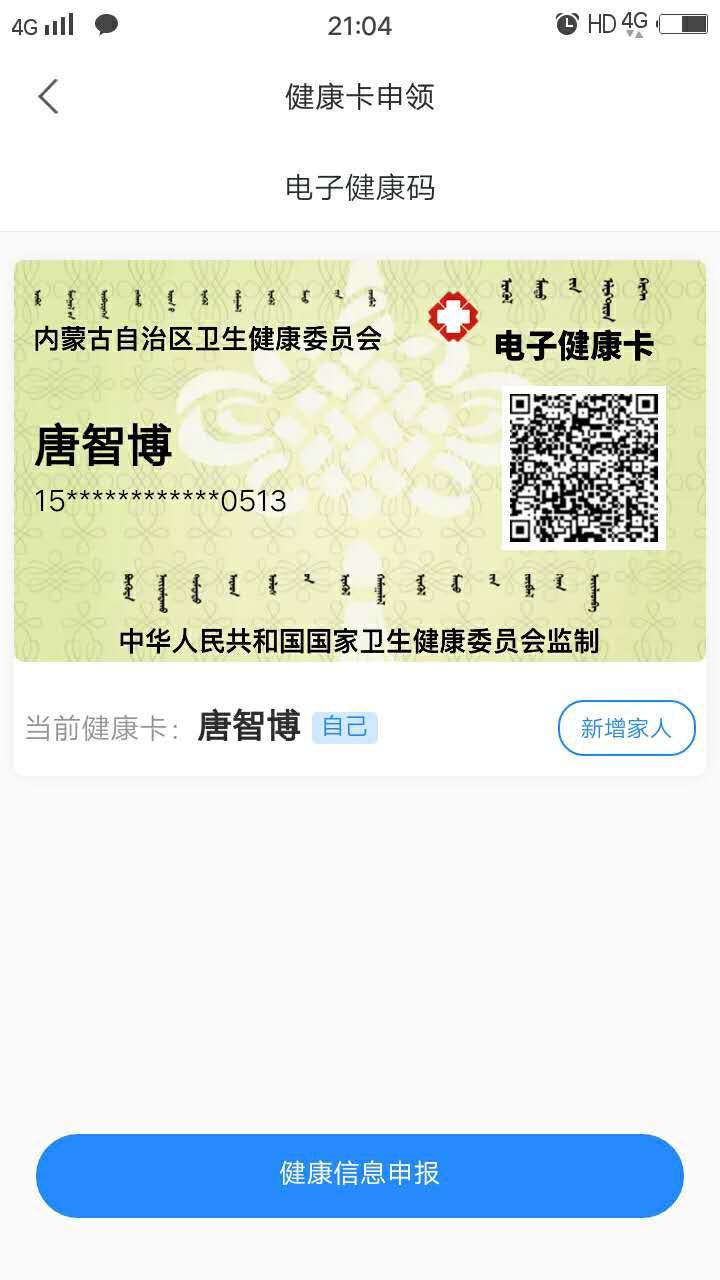 4G 21:04 HD 4G
健康卡申领
电子健康码
内蒙古自治区卫生健康委员会
电子健康卡
唐智博
15************0513
中华人民共和国国家卫生健康委员会监制
当前健康卡： 唐智博 自己 新增家人
健康信息申报